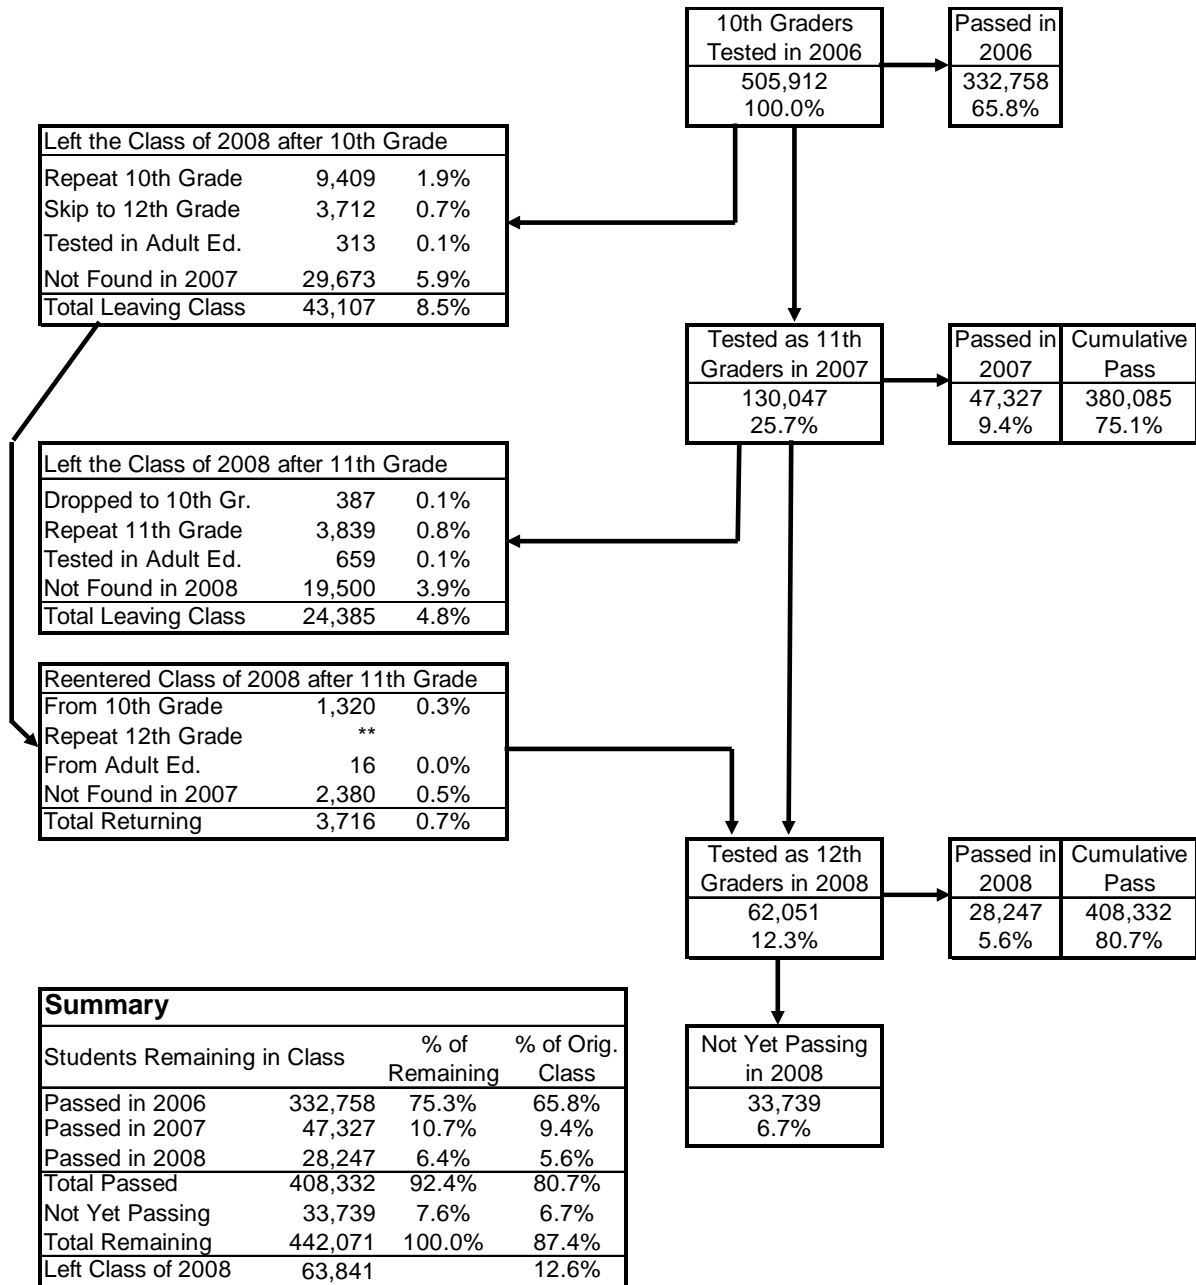 10th Graders
Tested in 2006
505,912
100.0%
Passed in
2006
332,758
65.8%
Left the Class of 2008 after 10th Grade
Repeat 10th Grade 9,409 1.9%
Skip to 12th Grade 3,712 0.7%
Tested in Adult Ed. 313 0.1%
Not Found in 2007 29,673 5.9%
Total Leaving Class 43,107 8.5%
Tested as 11th
Graders in 2007
130,047
25.7%
Passed in
2007
47,327
9.4%
Cumulative
Pass
380,085
75.1%
Left the Class of 2008 after 11th Grade
Dropped to 10th Gr. 387 0.1%
Repeat 11th Grade 3,839 0.8%
Tested in Adult Ed. 659 0.1%
Not Found in 2008 19,500 3.9%
Total Leaving Class 24,385 4.8%
Reentered Class of 2008 after 11th Grade
From 10th Grade 1,320 0.3%
Repeat 12th Grade **
From Adult Ed. 16 0.0%
Not Found in 2007 2,380 0.5%
Total Returning 3,716 0.7%
Tested as 12th
Graders in 2008
62,051
12.3%
Passed in
2008
28,247
5.6%
Cumulative
Pass
408,332
80.7%
Not Yet Passing
in 2008
33,739
6.7%
Summary
Students Remaining in Class
% of
Remaining
% of Orig.
Class
Passed in 2006 332,758 75.3% 65.8%
Passed in 2007 47,327 10.7% 9.4%
Passed in 2008 28,247 6.4% 5.6%
Total Passed 408,332 92.4% 80.7%
Not Yet Passing 33,739 7.6% 6.7%
Total Remaining 442,071 100.0% 87.4%
Left Class of 2008 63,841 12.6%